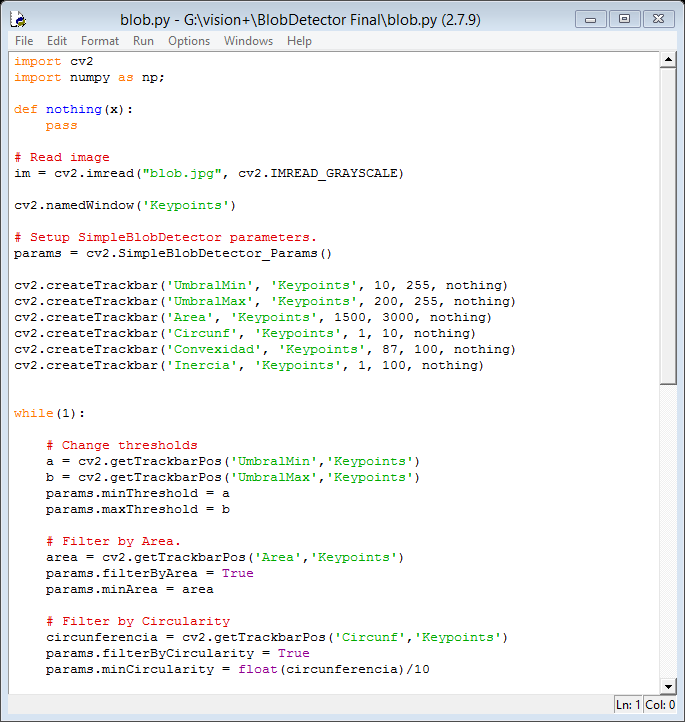 blob.py - G:\vision+\BlobDetector Final\blob.py (2.7.9)
File Edit Format Run Options Windows Help
import cv2
import numpy as np;
def nothing(x):
    pass
# Read image
im = cv2.imread("blob.jpg", cv2.IMREAD_GRAYSCALE)
cv2.namedWindow('Keypoints')
# Setup SimpleBlobDetector parameters.
params = cv2.SimpleBlobDetector_Params()
cv2.createTrackbar('UmbralMin', 'Keypoints', 10, 255, nothing)
cv2.createTrackbar('UmbralMax', 'Keypoints', 200, 255, nothing)
cv2.createTrackbar('Area', 'Keypoints', 1500, 3000, nothing)
cv2.createTrackbar('Circunf', 'Keypoints', 1, 10, nothing)
cv2.createTrackbar('Convexidad', 'Keypoints', 87, 100, nothing)
cv2.createTrackbar('Inercia', 'Keypoints', 1, 100, nothing)
while(1):
    # Change thresholds
    a = cv2.getTrackbarPos('UmbralMin','Keypoints')
    b = cv2.getTrackbarPos('UmbralMax','Keypoints')
    params.minThreshold = a
    params.maxThreshold = b
    # Filter by Area.
    area = cv2.getTrackbarPos('Area','Keypoints')
    params.filterByArea = True
    params.minArea = area
    # Filter by Circularity
    circunferencia = cv2.getTrackbarPos('Circunf','Keypoints')
    params.filterByCircularity = True
    params.minCircularity = float(circunferencia)/10
Ln: 1 Col: 0